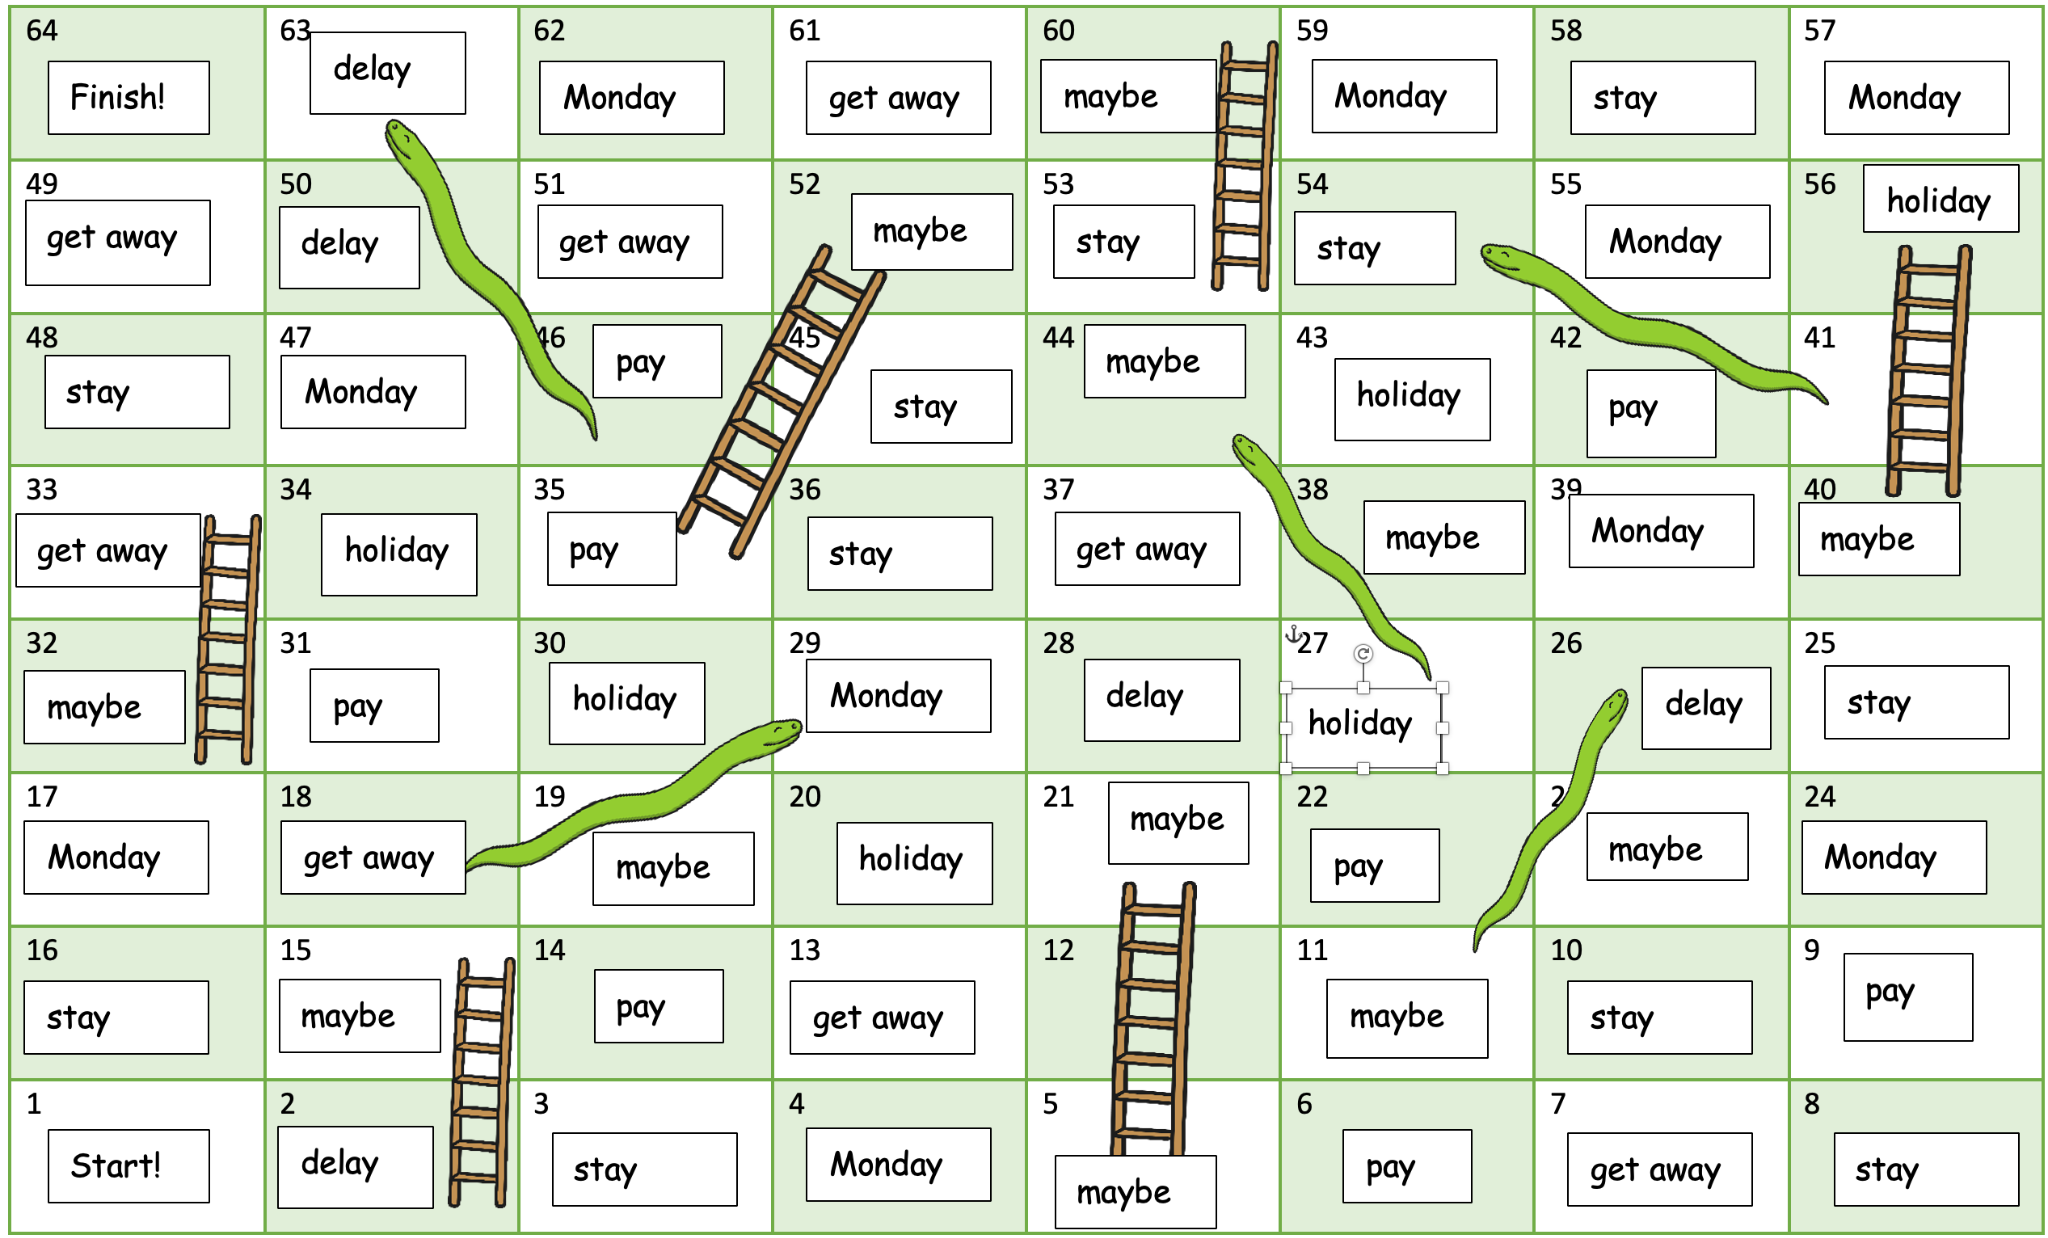 64 63 62 61 60 59 58 57
Finish! delay Monday get away maybe Monday stay Monday
49 50 51 52 53 54 55 56
get away delay get away maybe stay stay Monday holiday
48 47 46 45 44 43 42 41
stay Monday pay stay maybe holiday pay
33 34 35 36 37 38 39 40
get away holiday pay stay get away maybe Monday maybe
32 31 30 29 28 27 26 25
maybe pay holiday Monday delay holiday delay stay
17 18 19 20 21 22 2 24
Monday get away maybe holiday maybe pay maybe Monday
16 15 14 13 12 11 10 9
stay maybe pay get away maybe stay pay
1 2 3 4 5 6 7 8
Start! delay stay Monday maybe pay get away stay